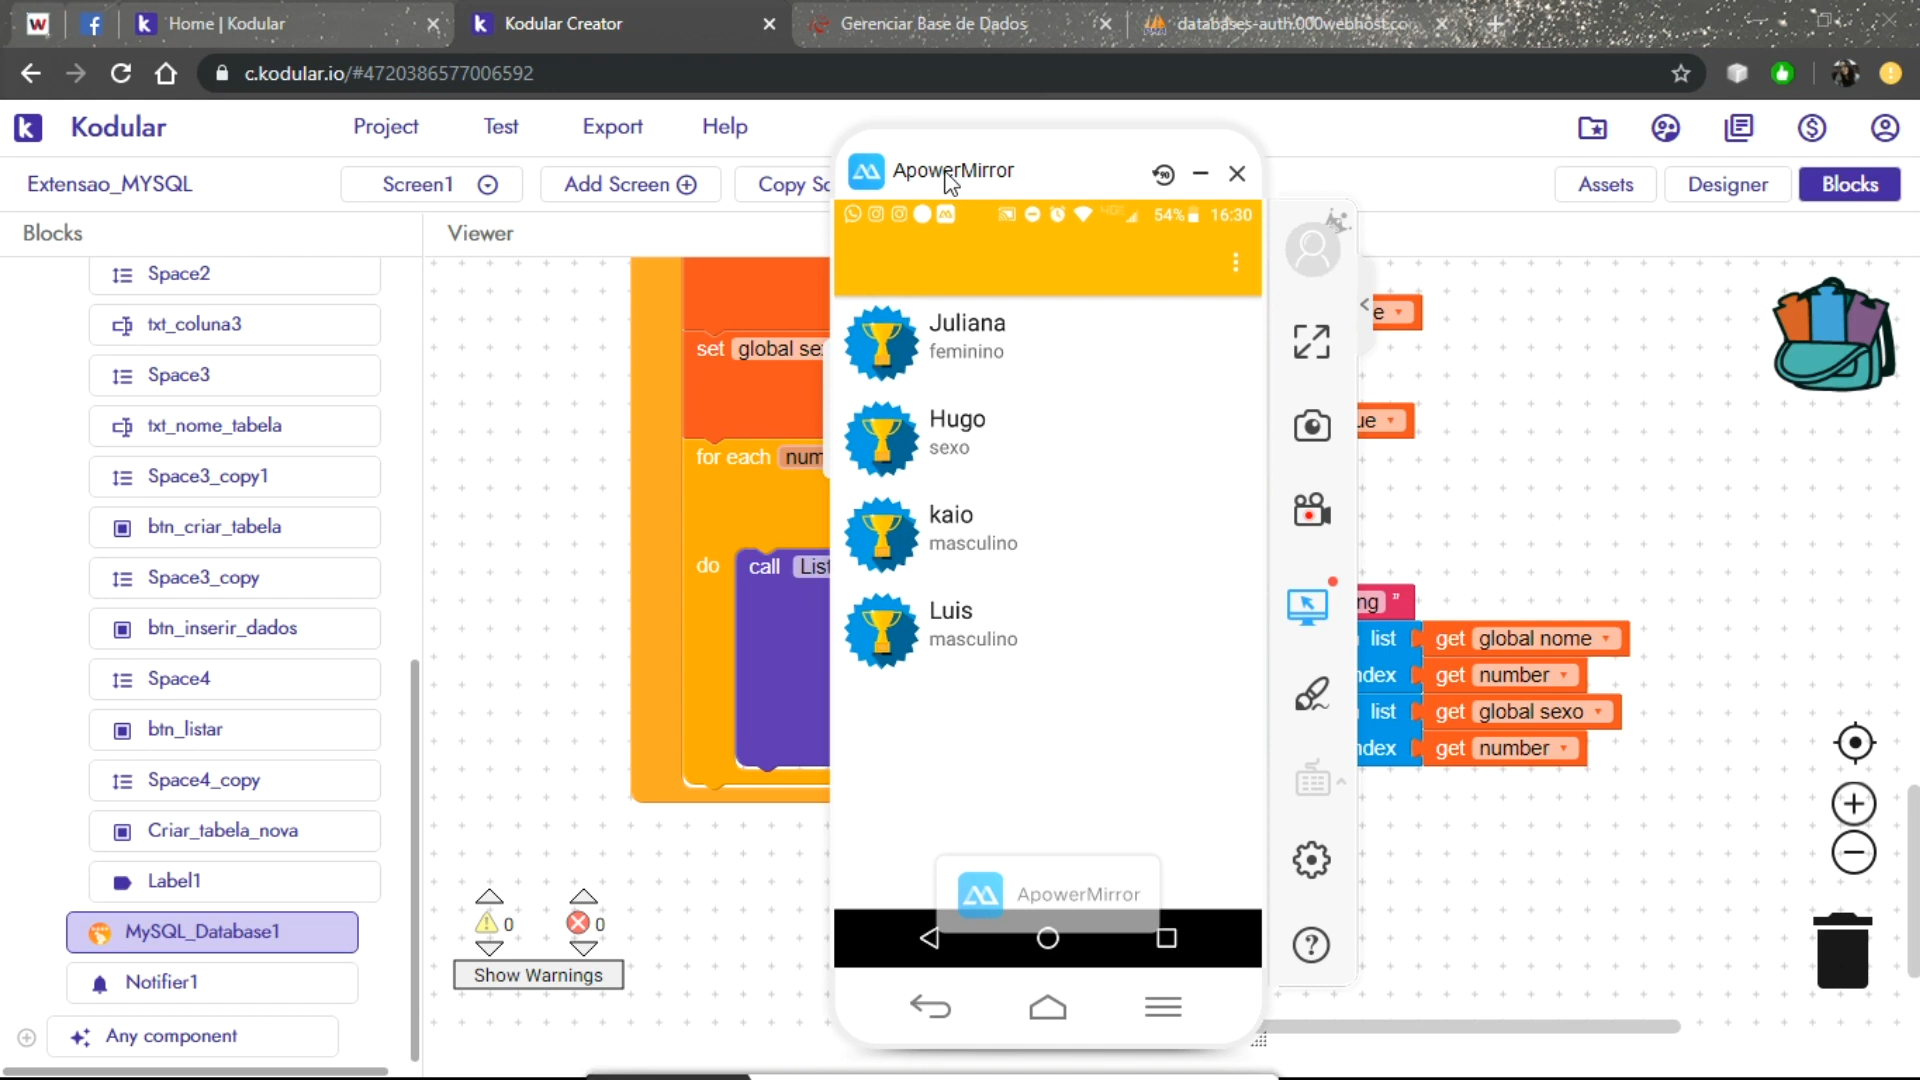 Home | Kodular
Kodular Creator
Gerenciar Base de Dados
databases-auth.000webhost.co
c.kodular.io/#4720386577006592
Kodular
Project
Test
Export
Help
Extensao_MYSQL
Screen1
Add Screen
Copy Sc
Assets
Designer
Blocks
Blocks
Viewer
Space2
txt_coluna3
Space3
txt_nome_tabela
Space3_copy1
btn_criar_tabela
Space3_copy
btn_inserir_dados
Space4
btn_listar
Space4_copy
Criar_tabela_nova
Label1
MySQL_Database1
Notifier1
Any component
set global se
for each num
do call List
0
0
Show Warnings
ApowerMirror
54% 16:30
Juliana
feminino
Hugo
sexo
kaio
masculino
Luis
masculino
ApowerMirror
e
ue
ng "
list get global nome
ndex get number
list get global sexo
ndex get number